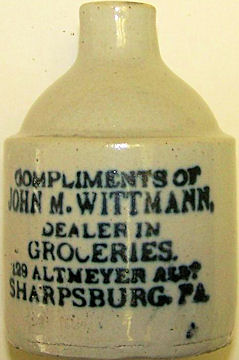 COMPLIMENTS OF
JOHN M. WITTMANN,
DEALER IN
GROCERIES.
129 ALTMEYER
SHARPSBURG, PA